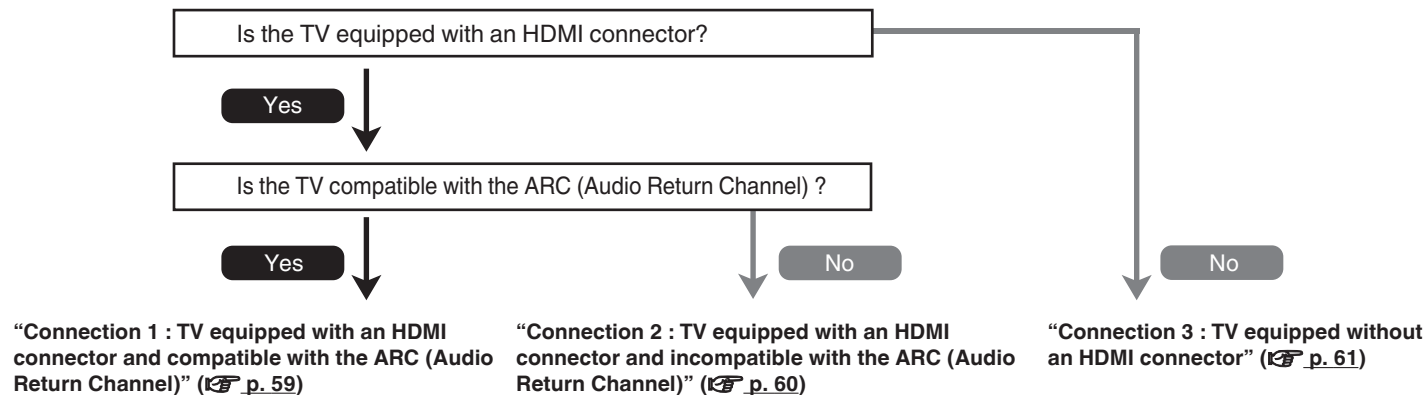 Is the TV equipped with an HDMI connector?
Yes
Is the TV compatible with the ARC (Audio Return Channel) ?
Yes
No
No
“Connection 1 : TV equipped with an HDMI
connector and compatible with the ARC (Audio
Return Channel)” (☞ p. 59)
“Connection 2 : TV equipped with an HDMI
connector and incompatible with the ARC (Audio
Return Channel)” (☞ p. 60)
“Connection 3 : TV equipped without
an HDMI connector” (☞ p. 61)